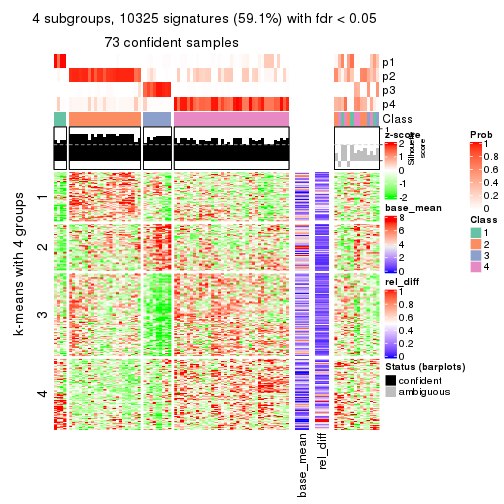 4 subgroups, 10325 signatures (59.1%) with fdr < 0.05
73 confident samples
p1
p2
p3
p4
Class
1
Silhouette
score
z-score
2
1
0
-1
-2
base_mean
8
6
4
2
0
rel_diff
1
0.8
0.6
0.4
0.2
0
Status (barplots)
confident
ambiguous
Prob
1
0.8
0.6
0.4
0.2
0
Class
1
2
3
4
k-means with 4 groups
1
2
3
4
base_mean
rel_diff